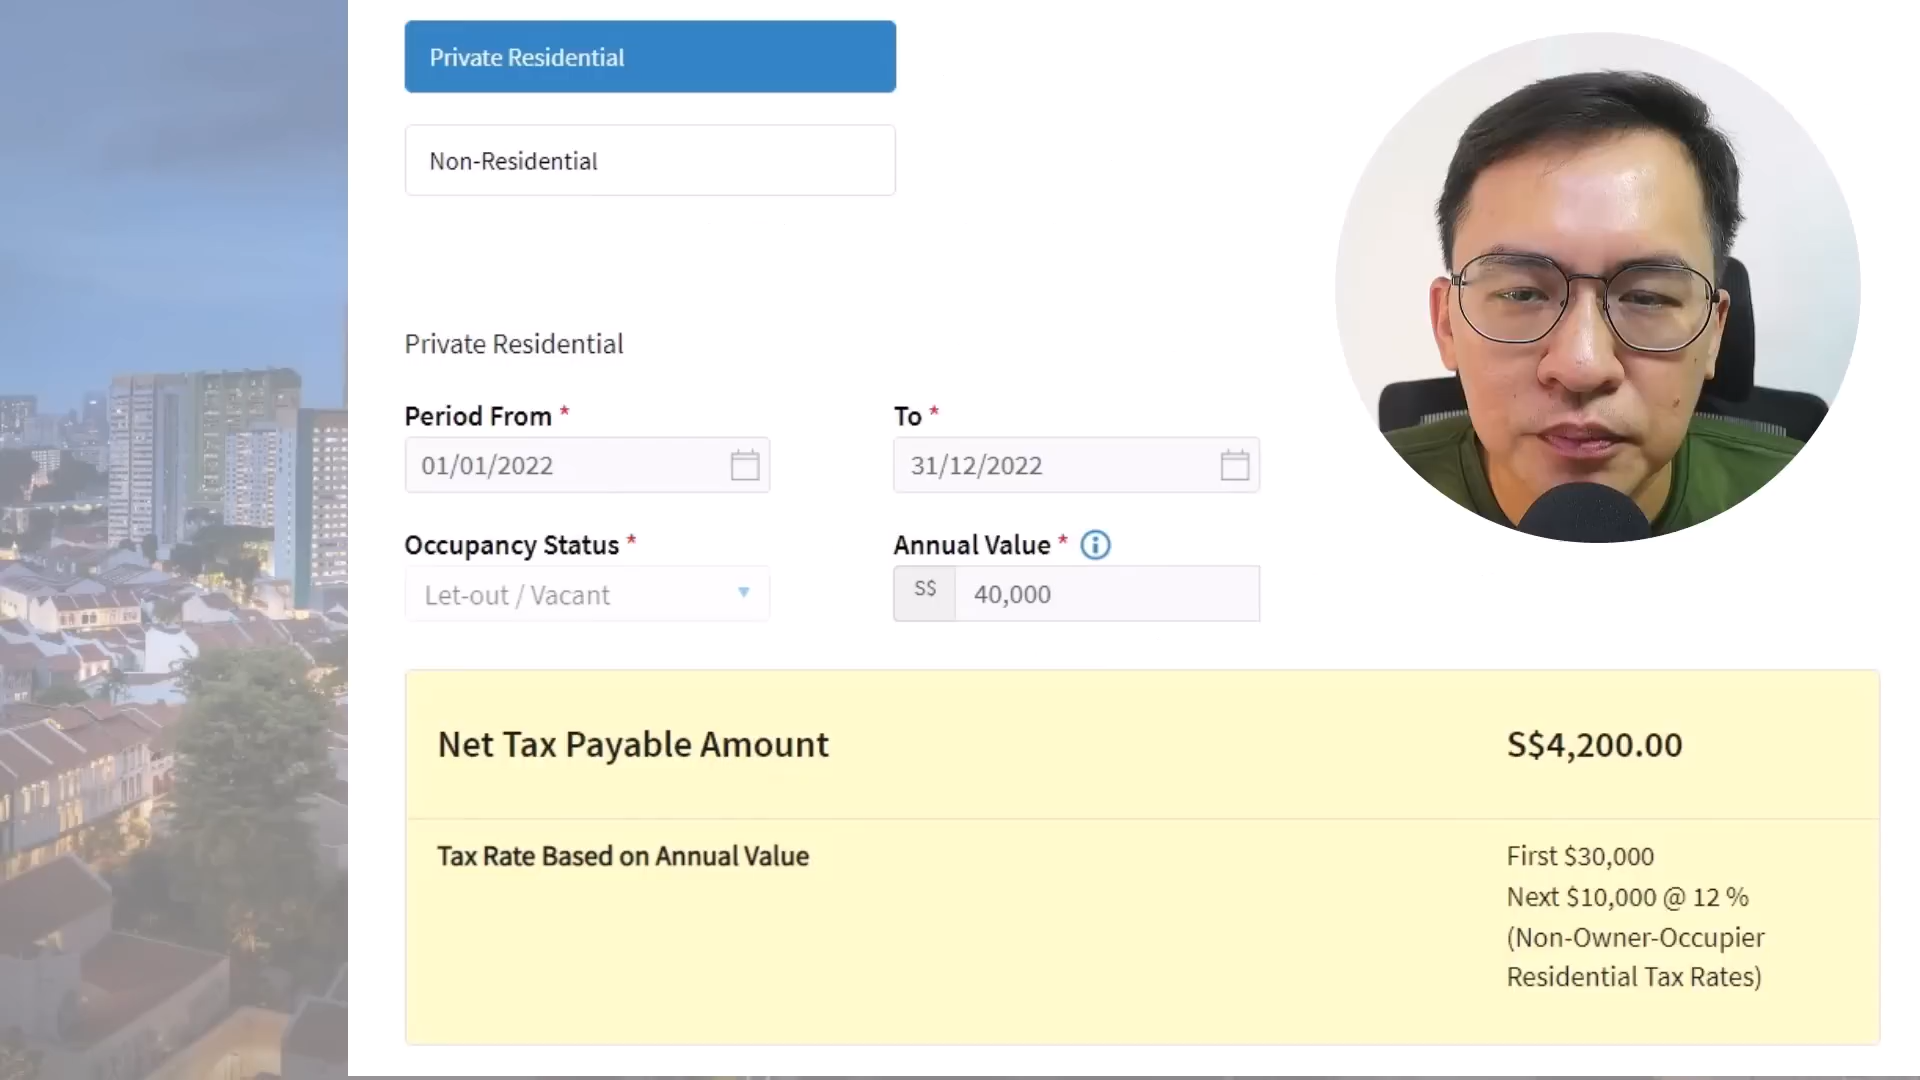 Private Residential
Non-Residential
Private Residential
Period From *
To *
01/01/2022
31/12/2022
Occupancy Status *
Annual Value *
Let-out / Vacant
S$ 40,000
Net Tax Payable Amount
S$4,200.00
Tax Rate Based on Annual Value
First $30,000
Next $10,000 @ 12 %
(Non-Owner-Occupier
Residential Tax Rates)